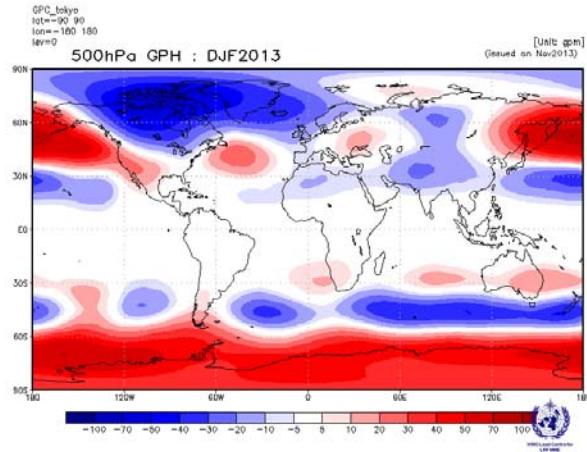 GPC_tokyo
lat=-90 90
lon=-180 180
lev=0
500hPa GPH : DJF2013
[Unit: gpm]
(issued on Nov2013)
90N
60N
30N
EQ
30S
60S
90S
180 120W 60W 0 60E 120E 180
-100 -70 -50 -40 -30 -20 -10 -5 5 10 20 30 40 50 70 100